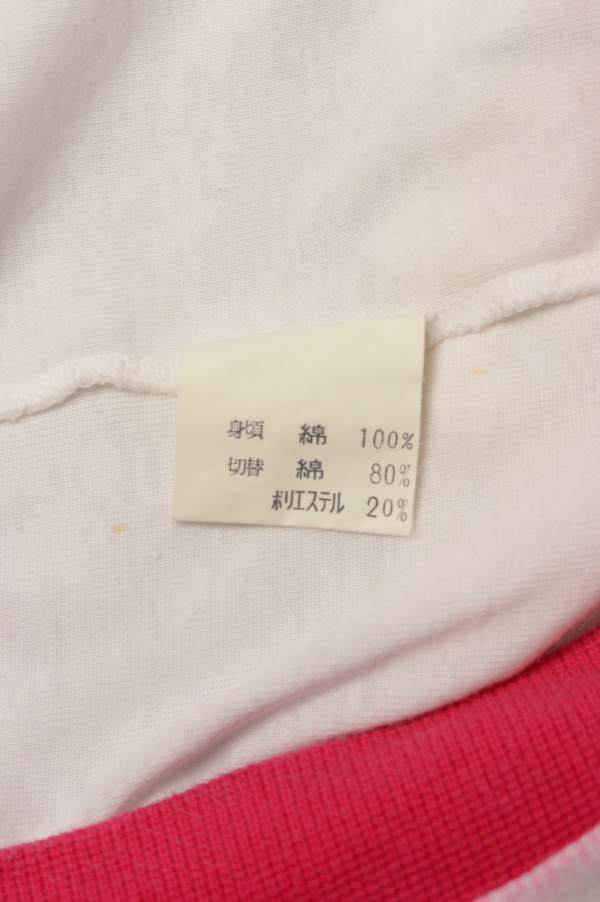 身頃 綿 100%
切替 綿 80%
ポリエステル 20%